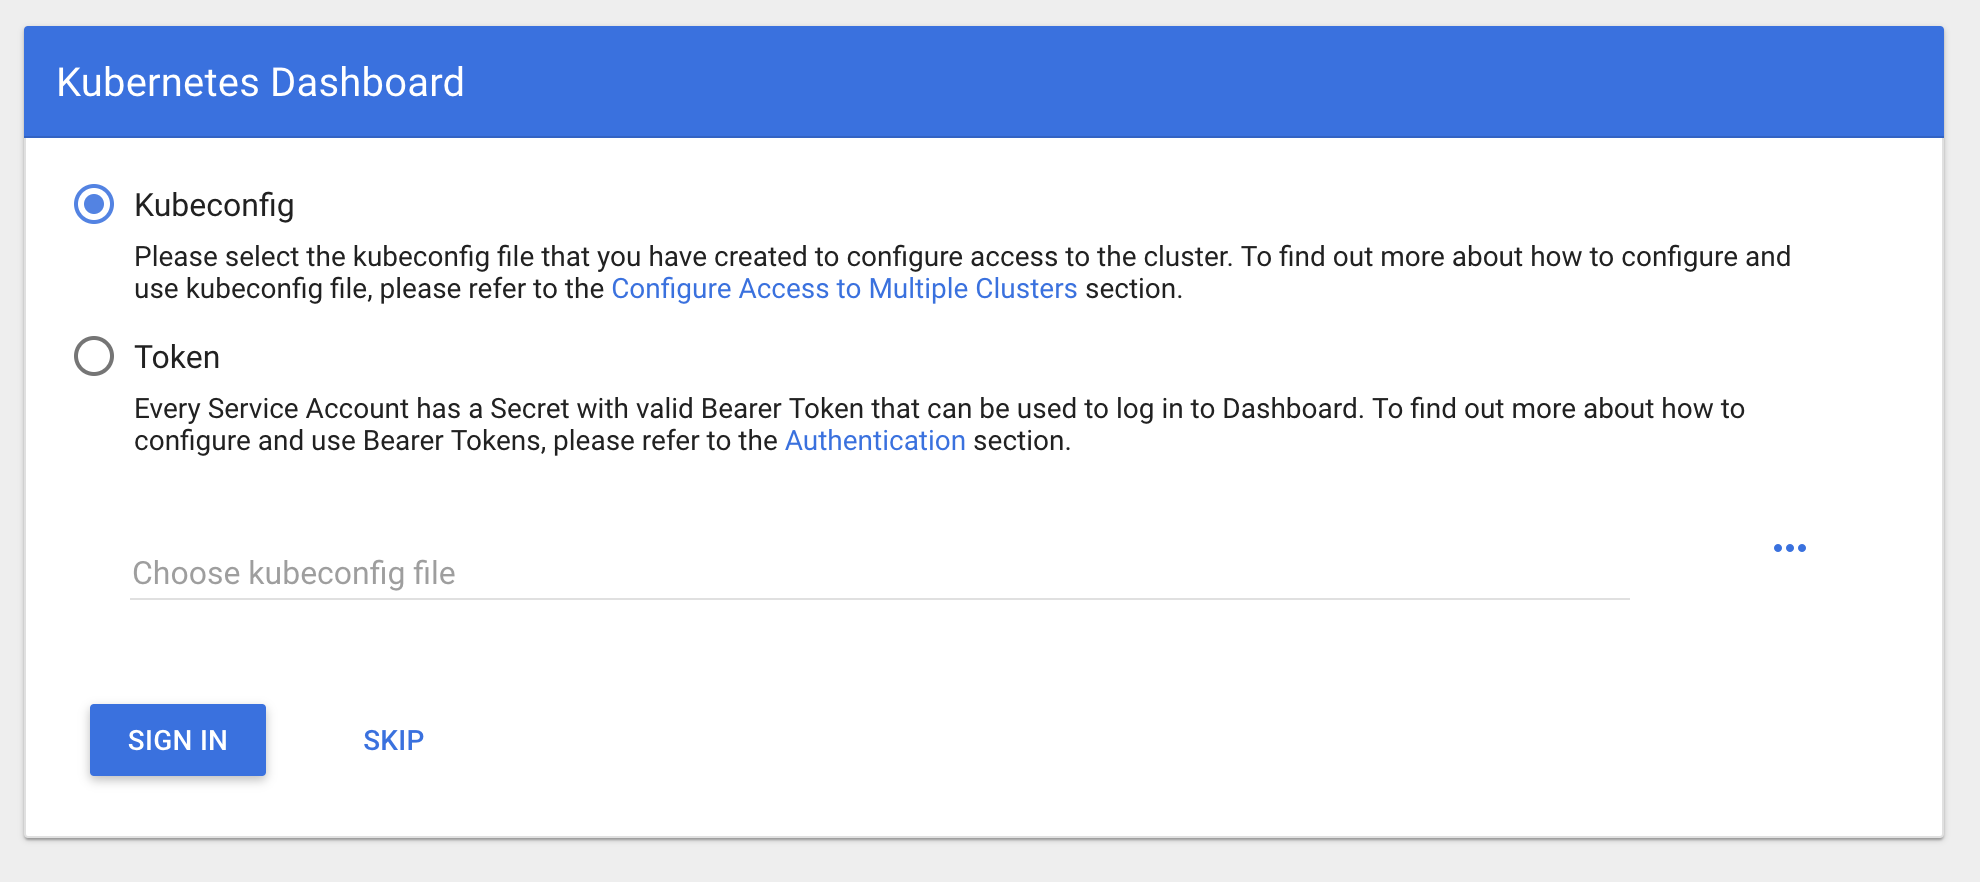 Kubernetes Dashboard
Kubeconfig
Please select the kubeconfig file that you have created to configure access to the cluster. To find out more about how to configure and
use kubeconfig file, please refer to the Configure Access to Multiple Clusters section.
Token
Every Service Account has a Secret with valid Bearer Token that can be used to log in to Dashboard. To find out more about how to
configure and use Bearer Tokens, please refer to the Authentication section.
Choose kubeconfig file
SIGN IN SKIP